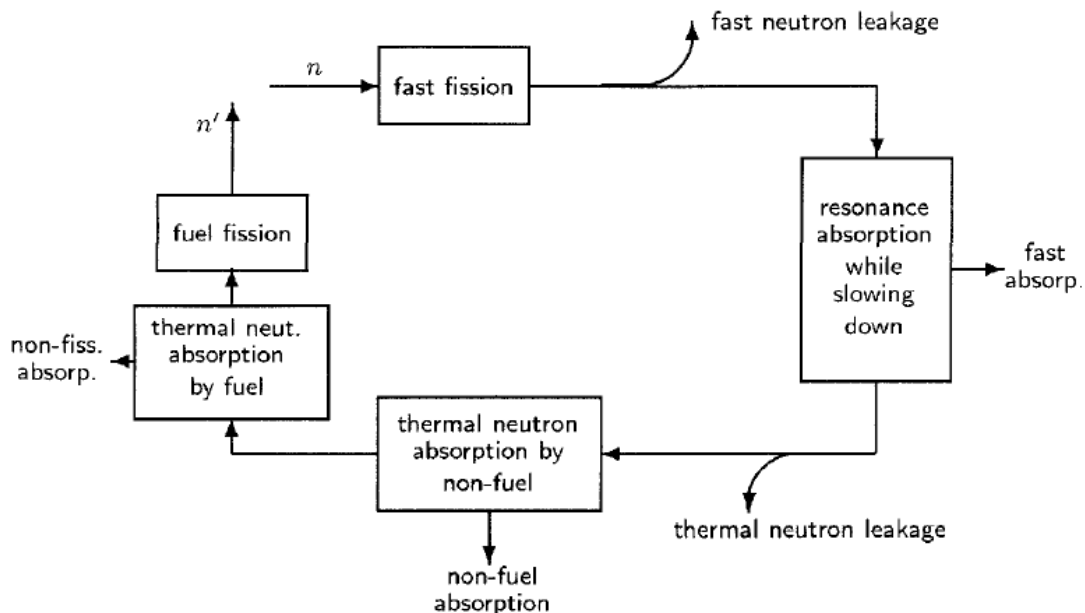 fast neutron leakage
n
fast fission
n′
resonance
absorption
while
slowing
down
fast
absorp.
fuel fission
thermal neut.
absorption
by fuel
non-fiss.
absorp.
thermal neutron
absorption by
non-fuel
thermal neutron leakage
non-fuel
absorption